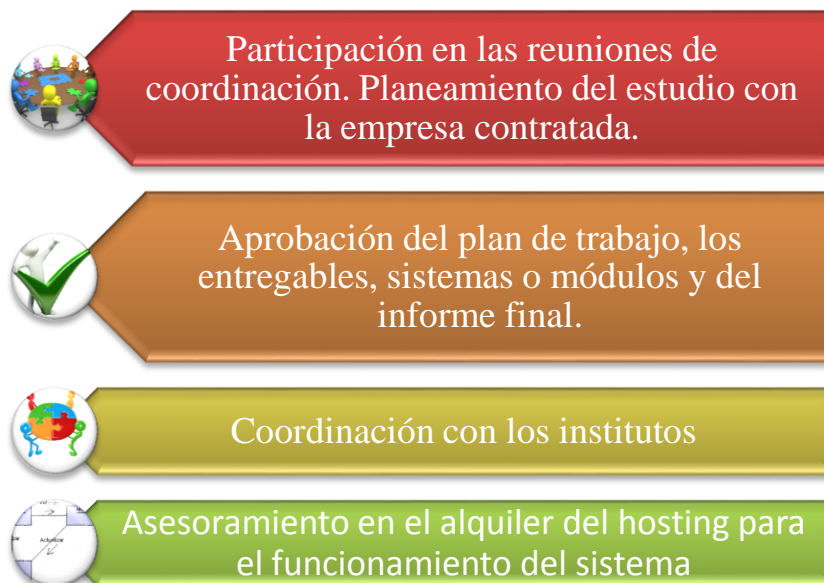 Participación en las reuniones de
coordinación. Planeamiento del estudio con
la empresa contratada.
Aprobación del plan de trabajo, los
entregables, sistemas o módulos y del
informe final.
Coordinación con los institutos
Asesoramiento en el alquiler del hosting para
el funcionamiento del sistema